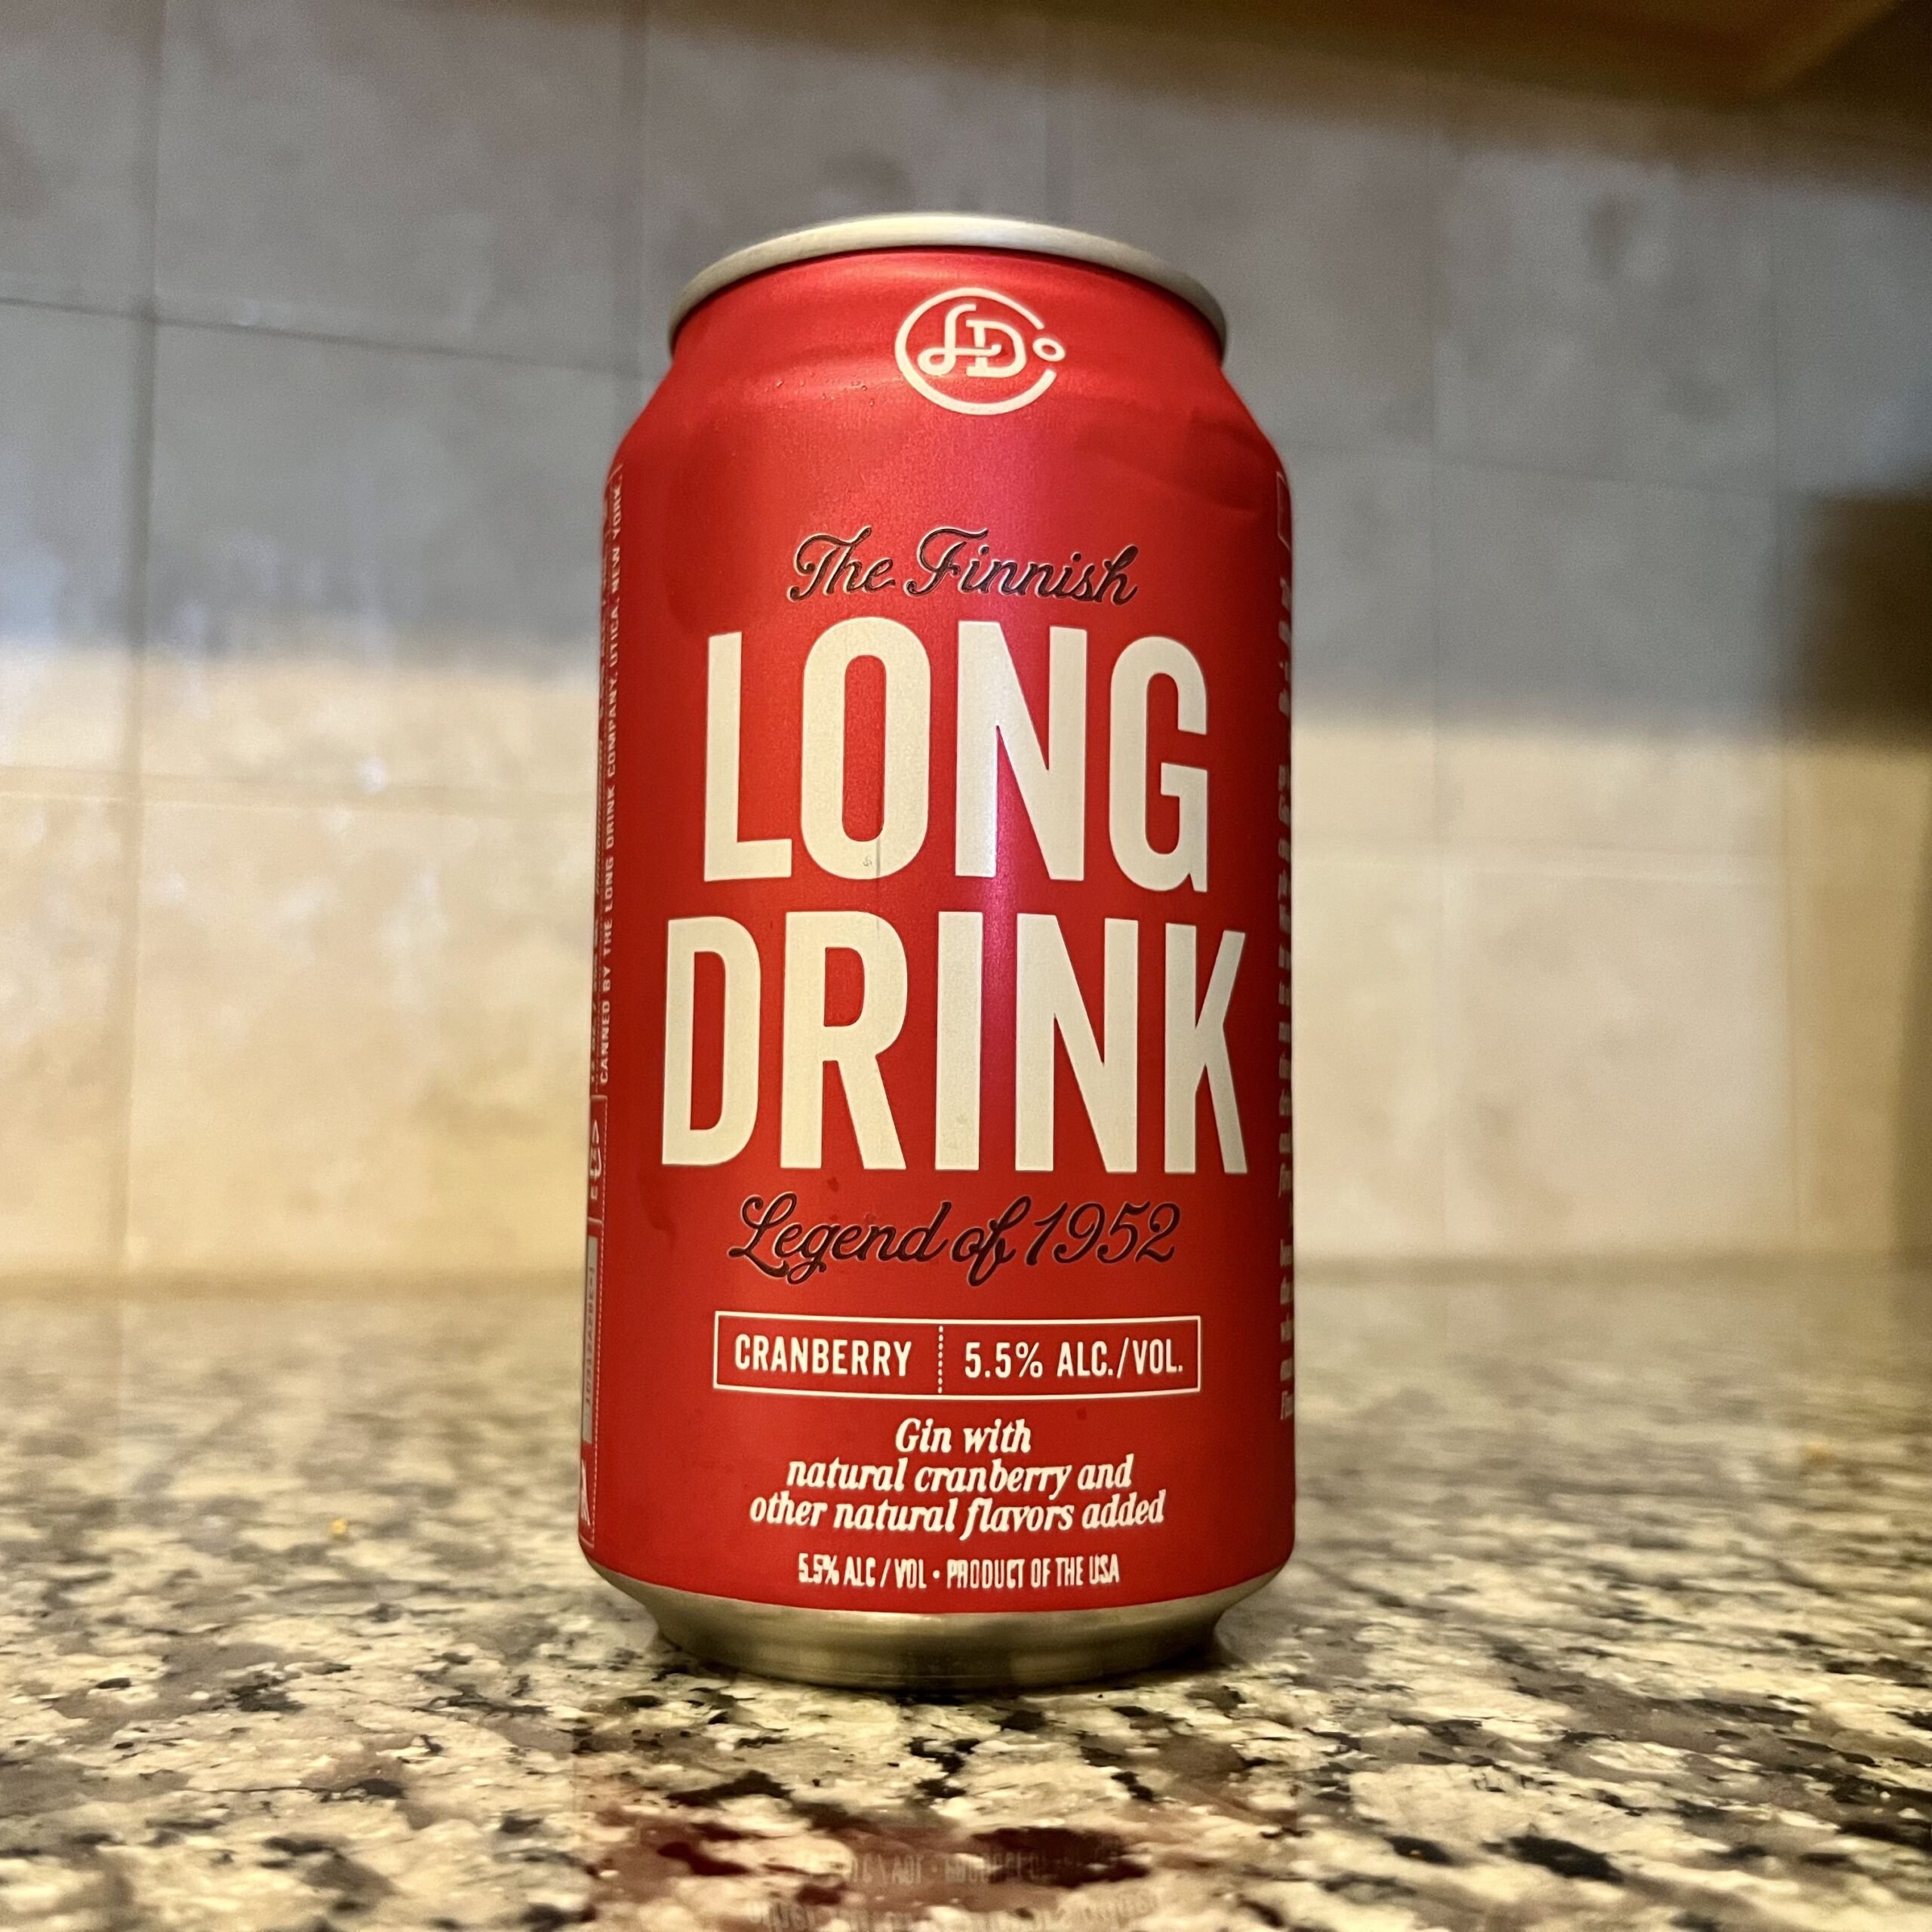 LD
The Finnish
LONG
DRINK
Legend of 1952
CRANBERRY 5.5% ALC./VOL.
Gin with
natural cranberry and
other natural flavors added
5.5% ALC / VOL • PRODUCT OF THE USA
CANNED BY THE LONG DRINK COMPANY, UTICA, NEW YORK.